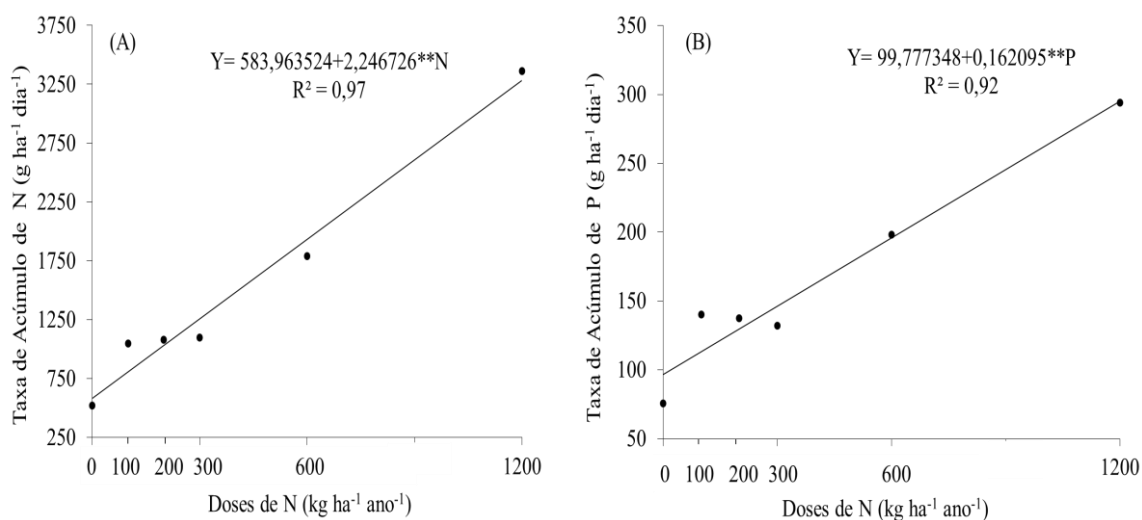 (A)
Y= 583,963524+2,246726**N
R² = 0,97
Taxa de Acúmulo de N (g ha⁻¹ dia⁻¹)
3750
3250
2750
2250
1750
1250
750
250
0 100 200 300 600 1200
Doses de N (kg ha⁻¹ ano⁻¹)
(B)
Y= 99,777348+0,162095**P
R² = 0,92
Taxa de Acúmulo de P (g ha⁻¹ dia⁻¹)
350
300
250
200
150
100
50
0 100 200 300 600 1200
Doses de N (kg ha⁻¹ ano⁻¹)